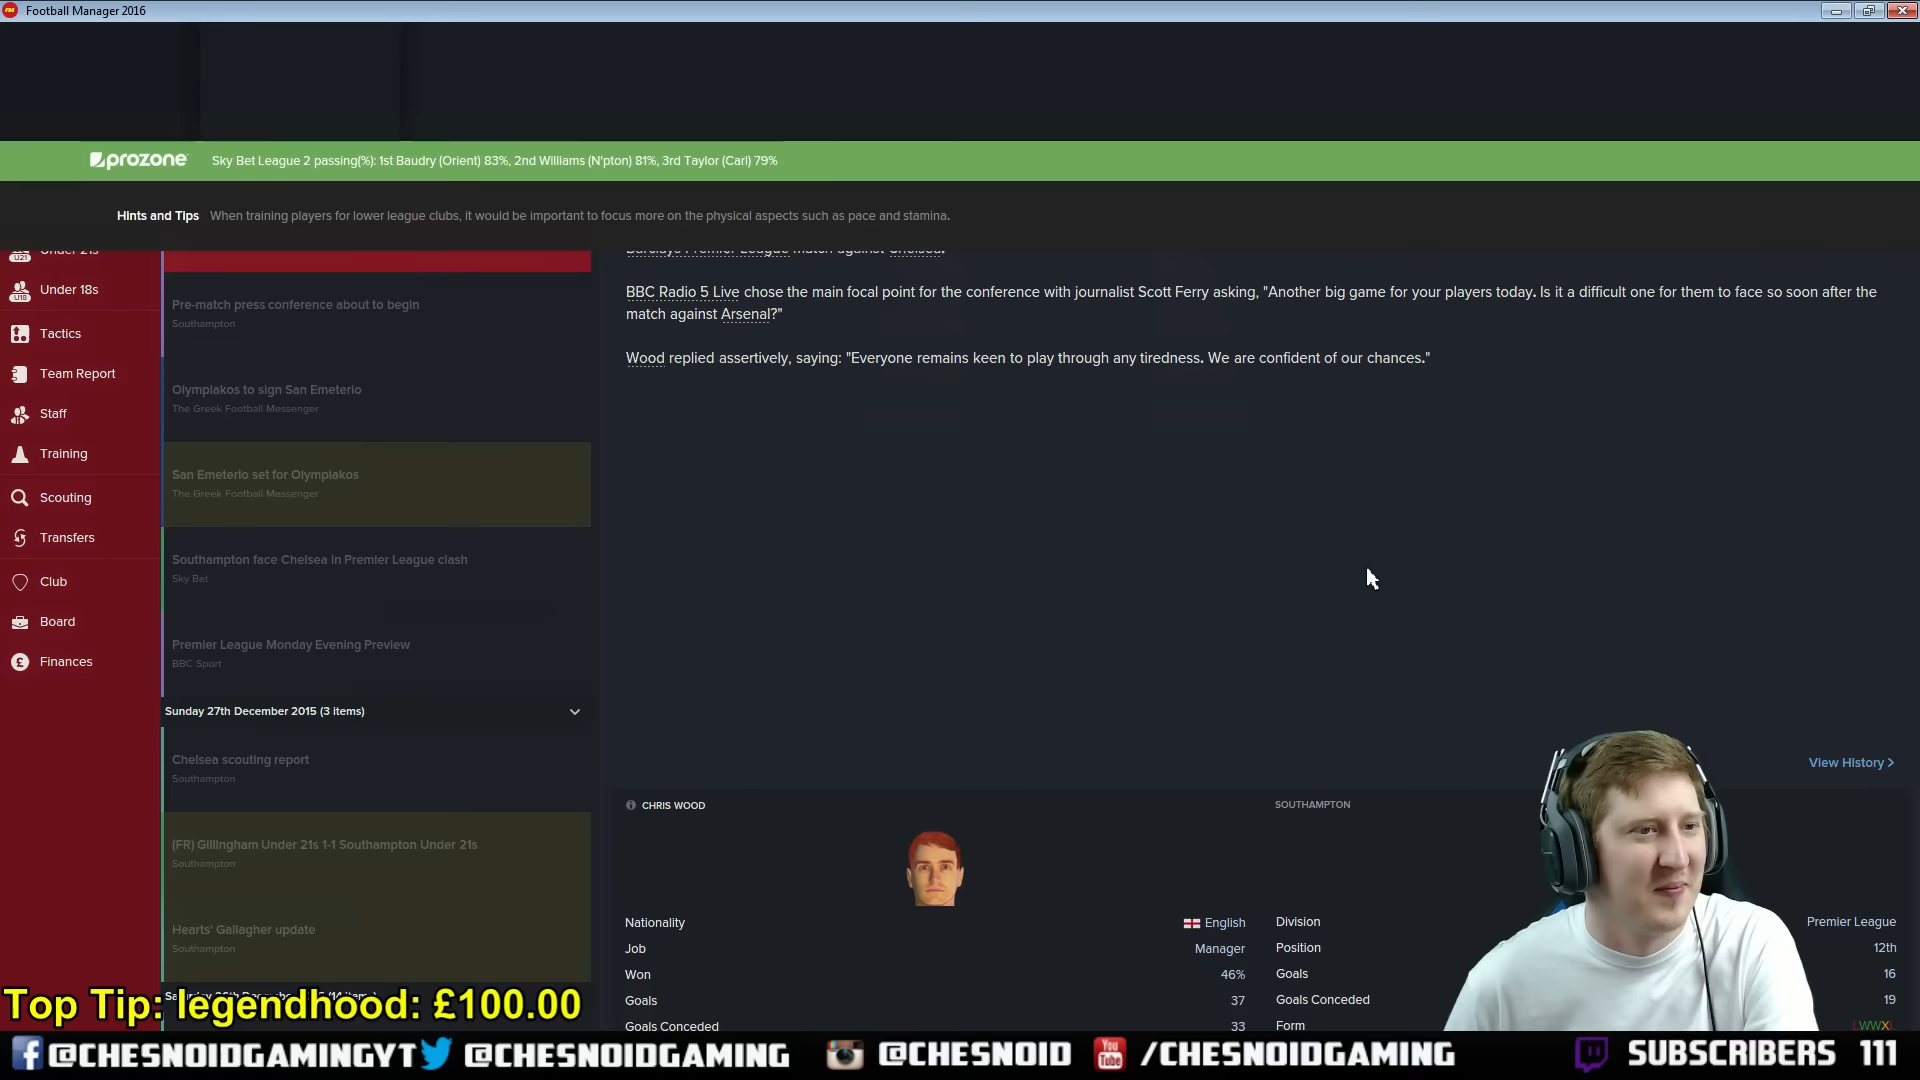 Football Manager 2016
prozone Sky Bet League 2 passing(%): 1st Baudry (Orient) 83%, 2nd Williams (N'pton) 81%, 3rd Taylor (Carl) 79%
Hints and Tips When training players for lower league clubs, it would be important to focus more on the physical aspects such as pace and stamina.
Under 21s
Under 18s
Tactics
Team Report
Staff
Training
Scouting
Transfers
Club
Board
Finances
Pre-match press conference about to begin
Southampton
Olympiakos to sign San Emeterio
The Greek Football Messenger
San Emeterio set for Olympiakos
The Greek Football Messenger
Southampton face Chelsea in Premier League clash
Sky Bet
Premier League Monday Evening Preview
BBC Sport
Sunday 27th December 2015 (3 items)
Chelsea scouting report
Southampton
(FR) Gillingham Under 21s 1-1 Southampton Under 21s
Southampton
Hearts' Gallagher update
Southampton
Barclays Premier League match against Chelsea.
BBC Radio 5 Live chose the main focal point for the conference with journalist Scott Ferry asking, "Another big game for your players today. Is it a difficult one for them to face so soon after the
match against Arsenal?"
Wood replied assertively, saying: "Everyone remains keen to play through any tiredness. We are confident of our chances."
View History
CHRIS WOOD
Nationality English
Job Manager
Won 46%
Goals 37
Goals Conceded 33
SOUTHAMPTON
Division Premier League
Position 12th
Goals 16
Goals Conceded 19
Form LWWX
Top Tip: legendhood: £100.00
@CHESNOIDGAMINGYT @CHESNOIDGAMING @CHESNOID You Tube /CHESNOIDGAMING SUBSCRIBERS 111